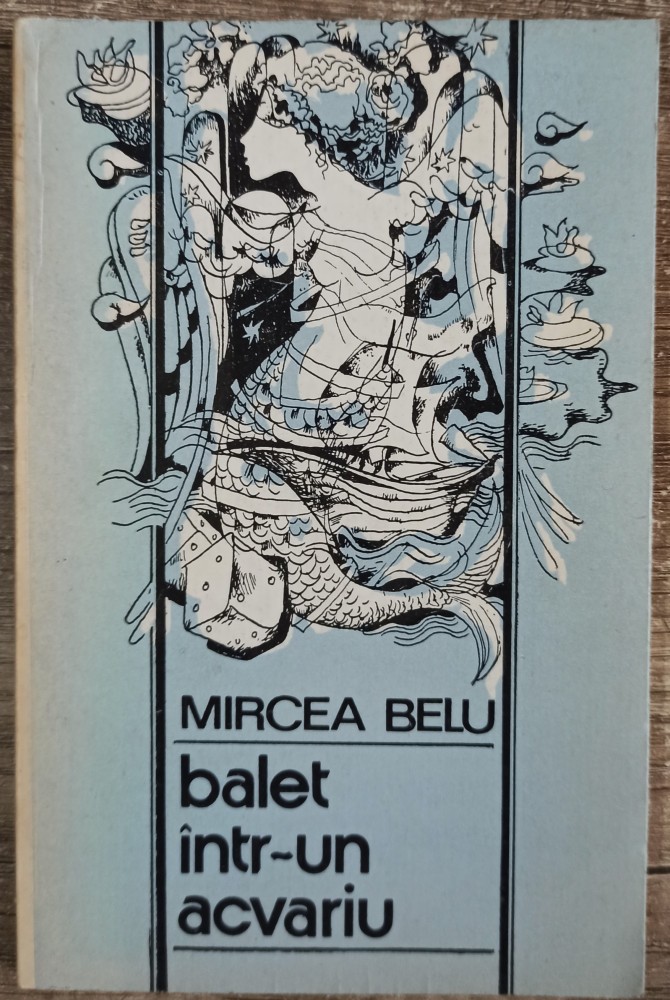 MIRCEA BELU
balet
într-un
acvariu